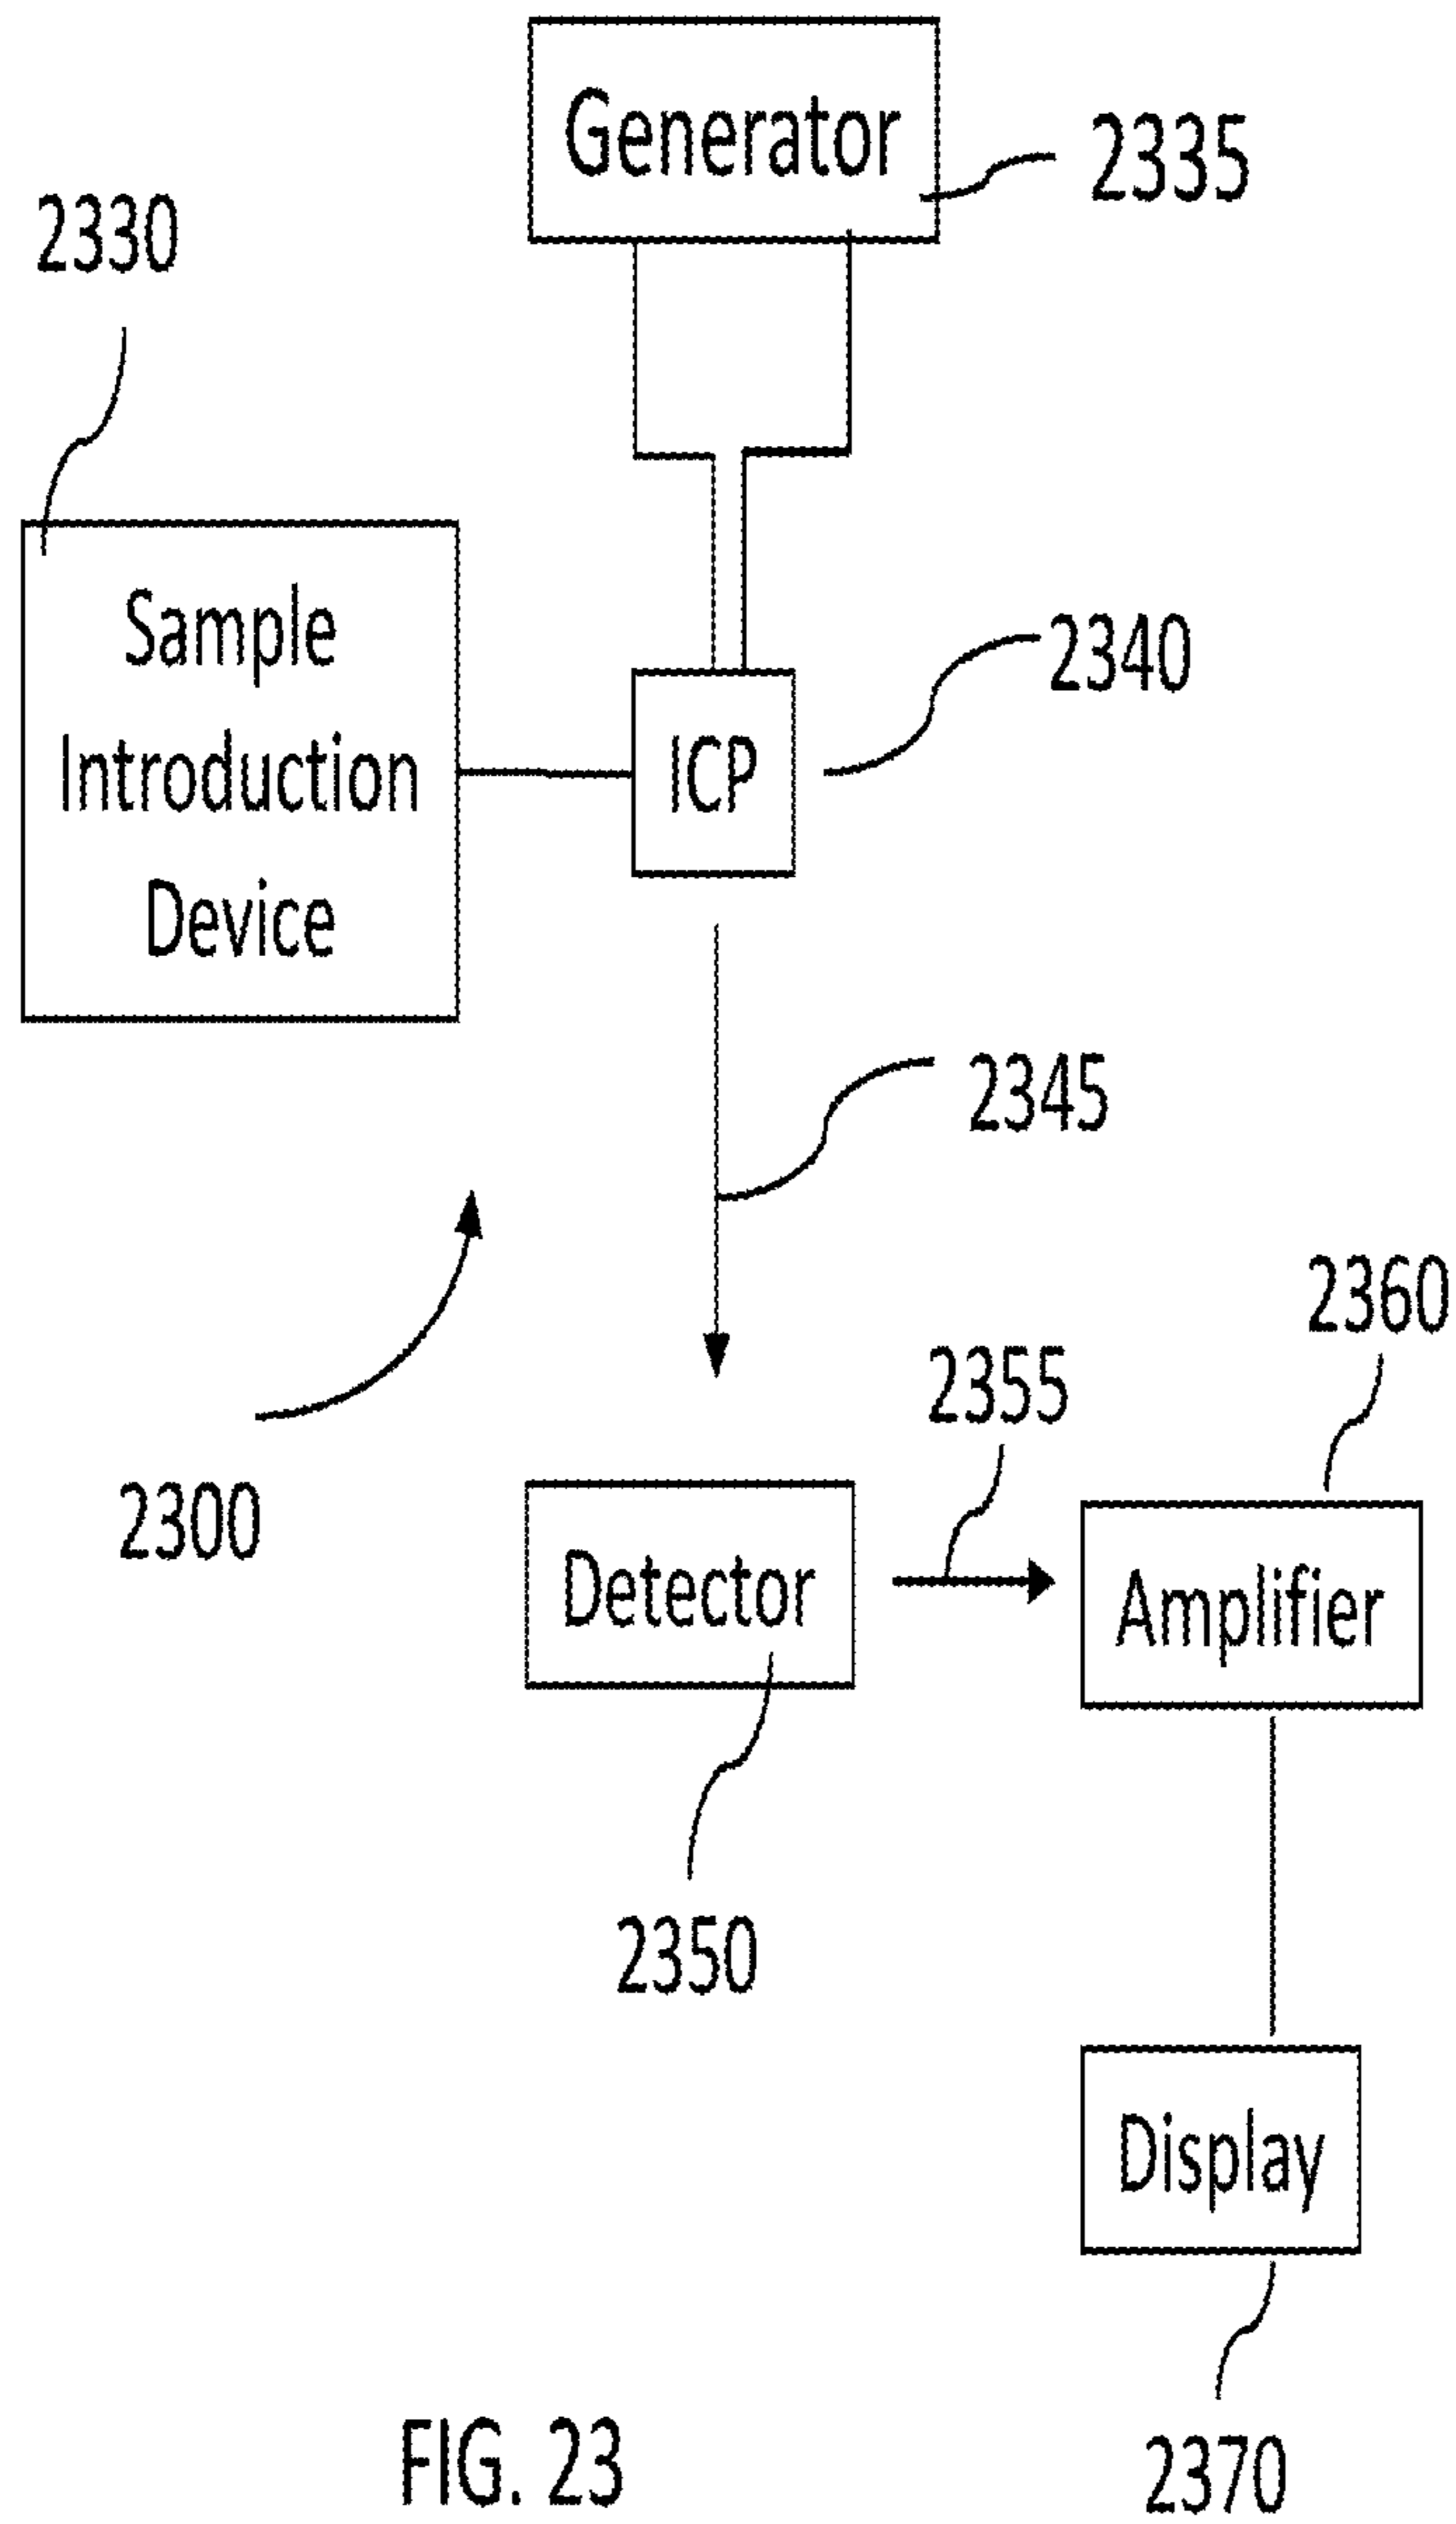 Generator
2335
2330
Sample
Introduction
Device
2340
ICP
2345
2360
2355
2300
Detector
Amplifier
2350
Display
2370
FIG. 23